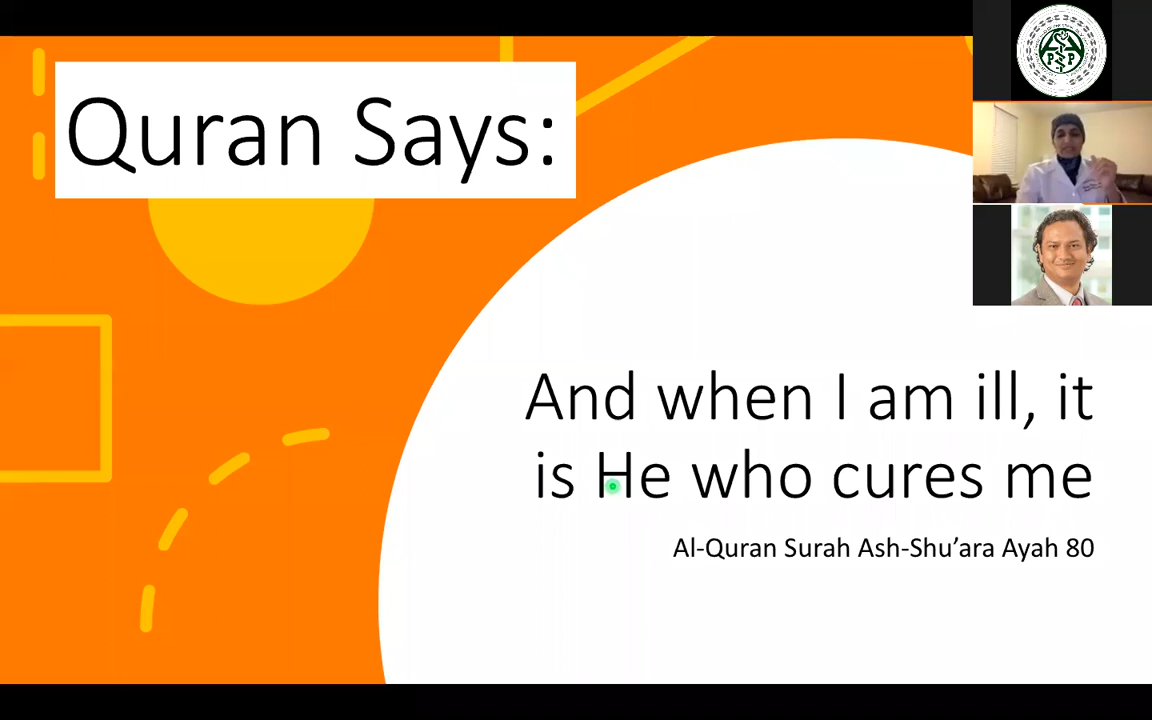 Quran Says:
And when I am ill, it
is He who cures me
Al-Quran Surah Ash-Shu’ara Ayah 80
P P